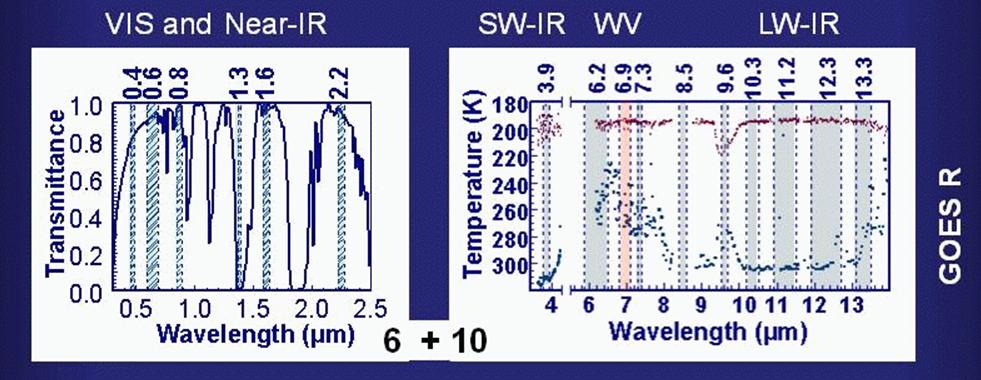 VIS and Near-IR
0.4 0.6 0.8 1.3 1.6 2.2
Transmittance
1.0
0.8
0.6
0.4
0.2
0.0
0.5 1.0 1.5 2.0 2.5
Wavelength (µm)
6 + 10
SW-IR WV LW-IR
3.9 6.2 6.9 7.3 8.5 9.6 10.3 11.2 12.3 13.3
Temperature (K)
180
200
220
240
260
280
300
4 6 7 8 9 10 11 12 13
Wavelength (µm)
GOES R